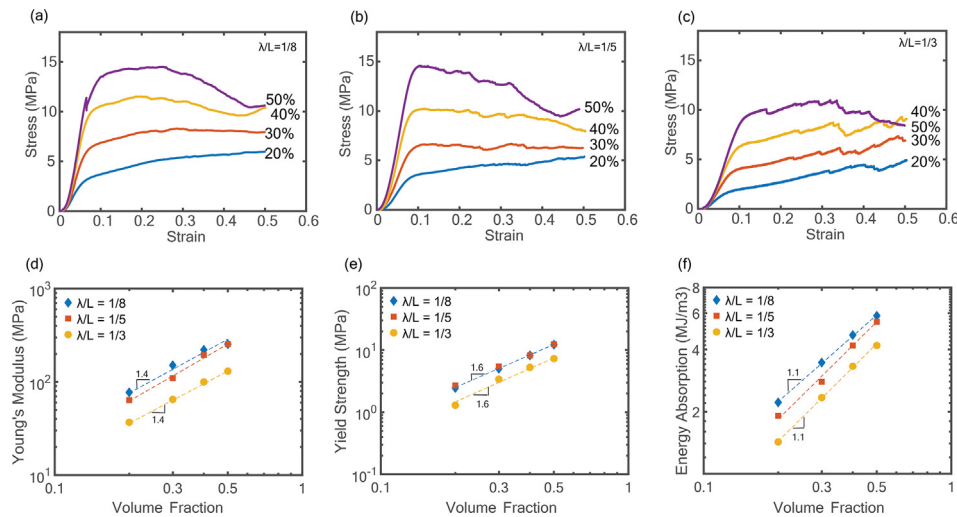 (a)
λ/L=1/8
Stress (MPa)
15
10
5
0
50%
40%
30%
20%
0
0.1
0.2
0.3
0.4
0.5
0.6
Strain
(b)
λ/L=1/5
Stress (MPa)
15
10
5
0
50%
40%
30%
20%
0
0.1
0.2
0.3
0.4
0.5
0.6
Strain
(c)
λ/L=1/3
Stress (MPa)
15
10
5
0
40%
50%
30%
20%
0
0.1
0.2
0.3
0.4
0.5
0.6
Strain
(d)
Young's Modulus (MPa)
10³
10²
10¹
λ/L = 1/8
λ/L = 1/5
λ/L = 1/3
1.4
1.4
0.1
0.3
0.5
1
Volume Fraction
(e)
Yield Strength (MPa)
10²
10¹
10⁰
10⁻¹
λ/L = 1/8
λ/L = 1/5
λ/L = 1/3
1.6
1.6
0.1
0.3
0.5
1
Volume Fraction
(f)
Energy Absorption (MJ/m3)
8
6
4
2
λ/L = 1/8
λ/L = 1/5
λ/L = 1/3
1.1
1.1
0.1
0.3
0.5
1
Volume Fraction